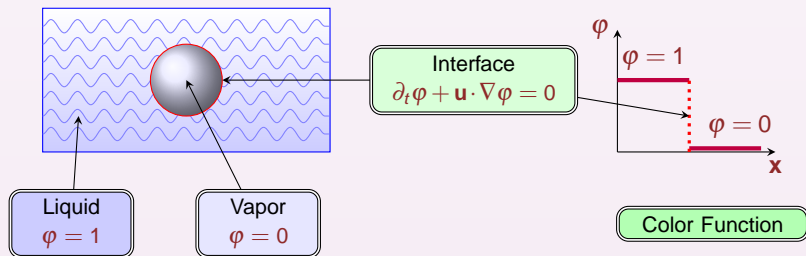 Interface
∂ₜφ + u · ∇φ = 0
φ
φ = 1
φ = 0
x
Liquid
φ = 1
Vapor
φ = 0
Color Function